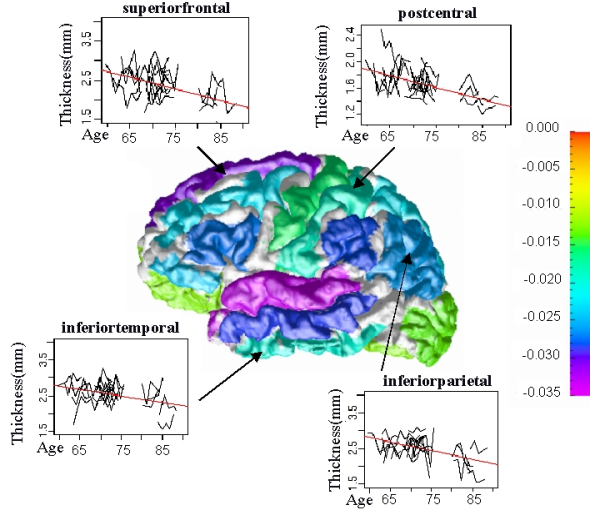 superiorfrontal
Thickness(mm)
1.5 2.5 3.5
Age 65 75 85
postcentral
Thickness(mm)
1.2 1.6 2.0 2.4
Age 65 75 85
0.000
-0.005
-0.010
-0.015
-0.020
-0.025
-0.030
-0.035
inferiortemporal
Thickness(mm)
1.5 2.5 3.5
Age 65 75 85
inferiorparietal
Thickness(mm)
1.5 2.5 3.5
Age 65 75 85